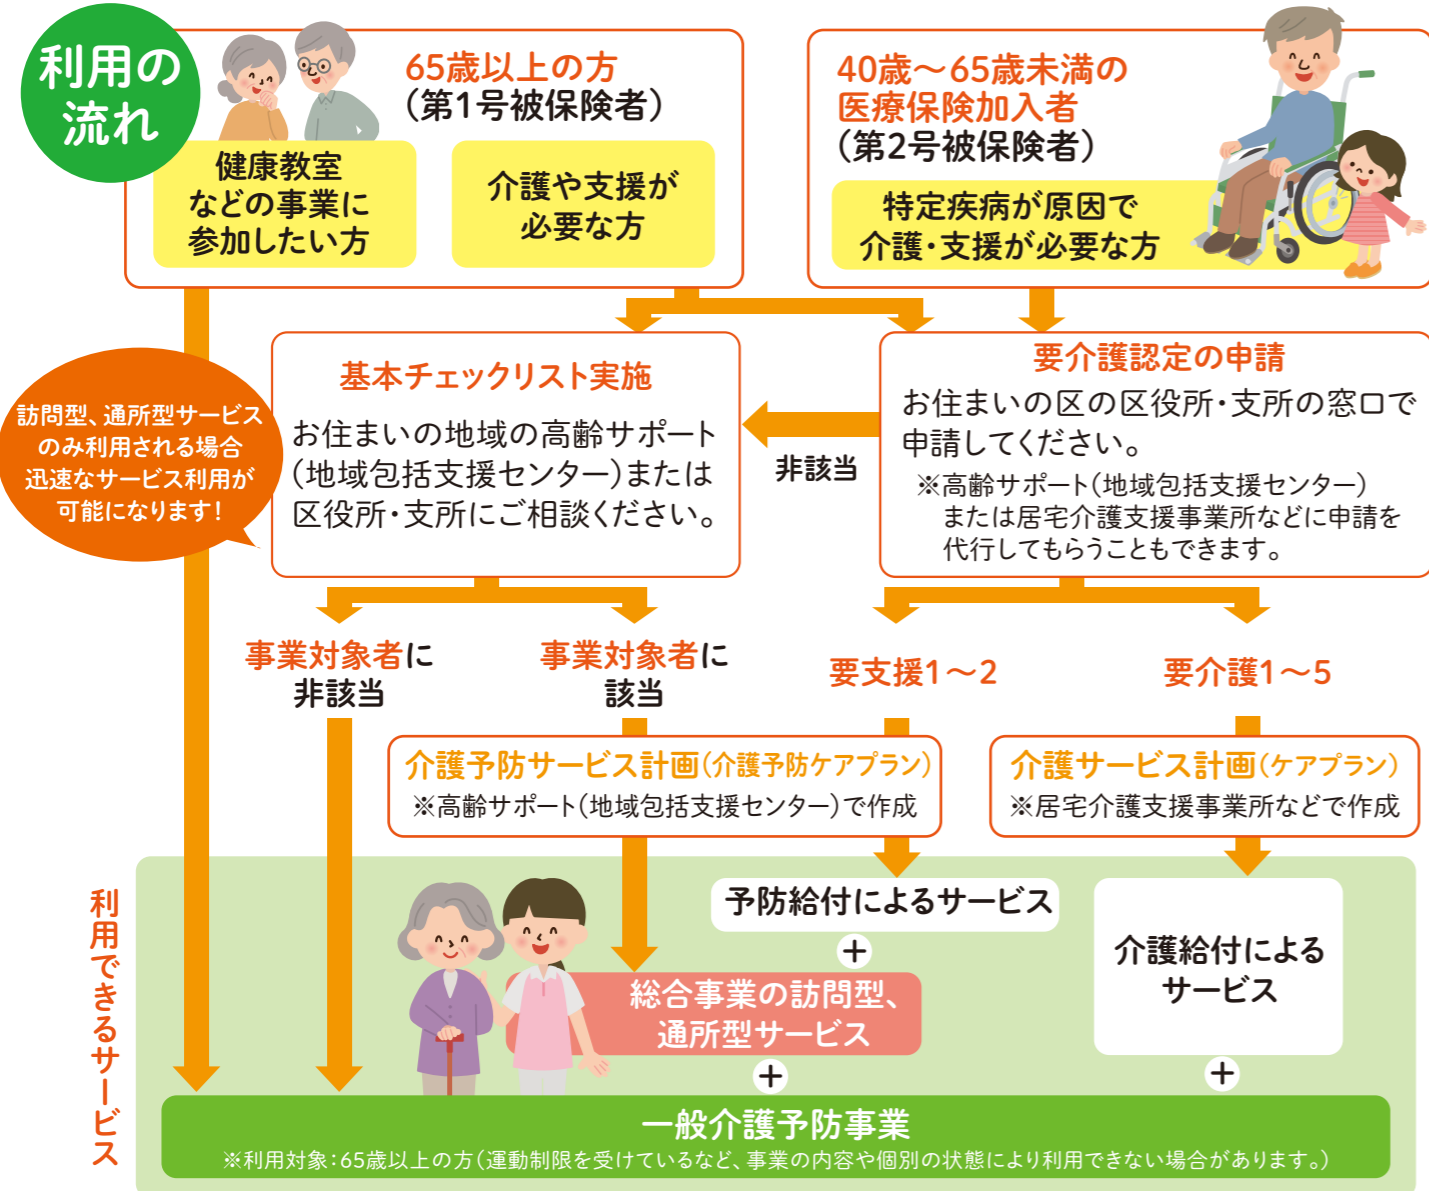 利用の
流れ
65歳以上の方
(第1号被保険者)
健康教室
などの事業に
参加したい方
介護や支援が
必要な方
40歳～65歳未満の
医療保険加入者
(第2号被保険者)
特定疾病が原因で
介護・支援が必要な方
訪問型、通所型サービス
のみ利用される場合
迅速なサービス利用が
可能になります！
基本チェックリスト実施
お住まいの地域の高齢サポート
(地域包括支援センター)または
区役所・支所にご相談ください。
非該当
要介護認定の申請
お住まいの区の区役所・支所の窓口で
申請してください。
※高齢サポート(地域包括支援センター)
または居宅介護支援事業所などに申請を
代行してもらうこともできます。
事業対象者に
非該当
事業対象者に
該当
要支援1～2
要介護1～5
介護予防サービス計画(介護予防ケアプラン)
※高齢サポート(地域包括支援センター)で作成
介護サービス計画(ケアプラン)
※居宅介護支援事業所などで作成
利用できるサービス
予防給付によるサービス
+
総合事業の訪問型、
通所型サービス
+
介護給付による
サービス
+
一般介護予防事業
※利用対象：65歳以上の方(運動制限を受けているなど、事業の内容や個別の状態により利用できない場合があります。)